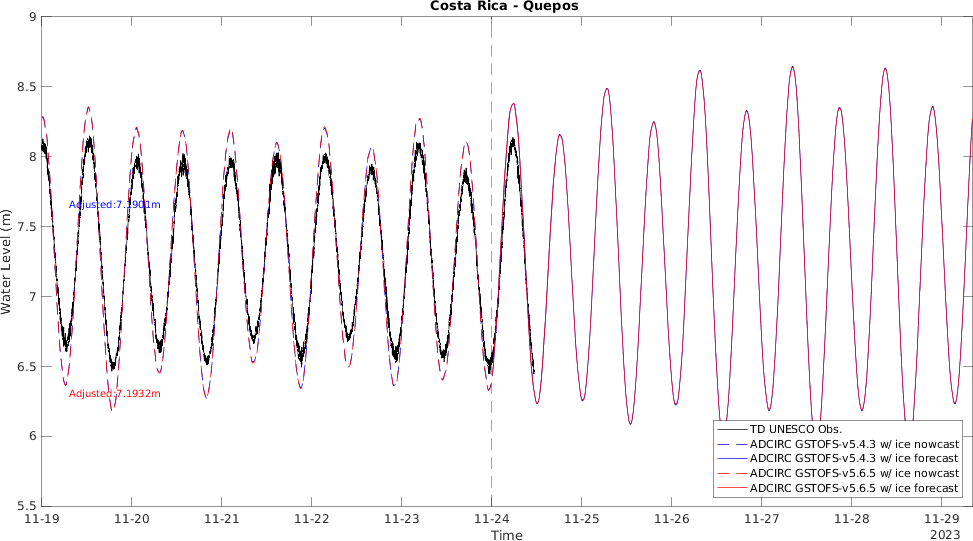 Costa Rica - Quepos
9
8.5
8
7.5
7
6.5
6
5.5
Water Level (m)
Adjusted:7.1901m
Adjusted:7.1932m
TD UNESCO Obs.
ADCIRC GSTOFS-v5.4.3 w/ ice nowcast
ADCIRC GSTOFS-v5.4.3 w/ ice forecast
ADCIRC GSTOFS-v5.6.5 w/ ice nowcast
ADCIRC GSTOFS-v5.6.5 w/ ice forecast
11-19 11-20 11-21 11-22 11-23 11-24 11-25 11-26 11-27 11-28 11-29
Time 2023